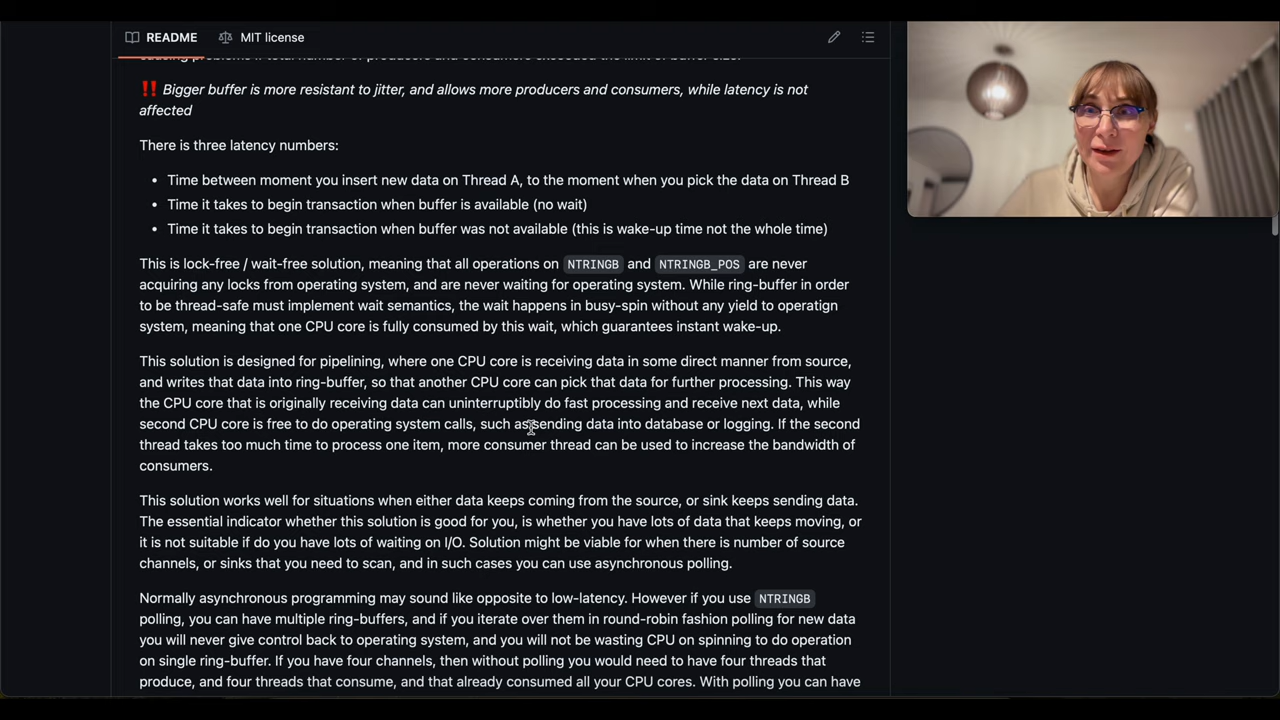 README
MIT license
causing problems if total number of producers and consumers exceeded the limit of buffer size.
‼️ Bigger buffer is more resistant to jitter, and allows more producers and consumers, while latency is not
affected
There is three latency numbers:
• Time between moment you insert new data on Thread A, to the moment when you pick the data on Thread B
• Time it takes to begin transaction when buffer is available (no wait)
• Time it takes to begin transaction when buffer was not available (this is wake-up time not the whole time)
This is lock-free / wait-free solution, meaning that all operations on NTRINGB and NTRINGB_POS are never
acquiring any locks from operating system, and are never waiting for operating system. While ring-buffer in order
to be thread-safe must implement wait semantics, the wait happens in busy-spin without any yield to operatign
system, meaning that one CPU core is fully consumed by this wait, which guarantees instant wake-up.
This solution is designed for pipelining, where one CPU core is receiving data in some direct manner from source,
and writes that data into ring-buffer, so that another CPU core can pick that data for further processing. This way
the CPU core that is originally receiving data can uninterruptibly do fast processing and receive next data, while
second CPU core is free to do operating system calls, such as sending data into database or logging. If the second
thread takes too much time to process one item, more consumer thread can be used to increase the bandwidth of
consumers.
This solution works well for situations when either data keeps coming from the source, or sink keeps sending data.
The essential indicator whether this solution is good for you, is whether you have lots of data that keeps moving, or
it is not suitable if do you have lots of waiting on I/O. Solution might be viable for when there is number of source
channels, or sinks that you need to scan, and in such cases you can use asynchronous polling.
Normally asynchronous programming may sound like opposite to low-latency. However if you use NTRINGB
polling, you can have multiple ring-buffers, and if you iterate over them in round-robin fashion polling for new data
you will never give control back to operating system, and you will not be wasting CPU on spinning to do operation
on single ring-buffer. If you have four channels, then without polling you would need to have four threads that
produce, and four threads that consume, and that already consumed all your CPU cores. With polling you can have